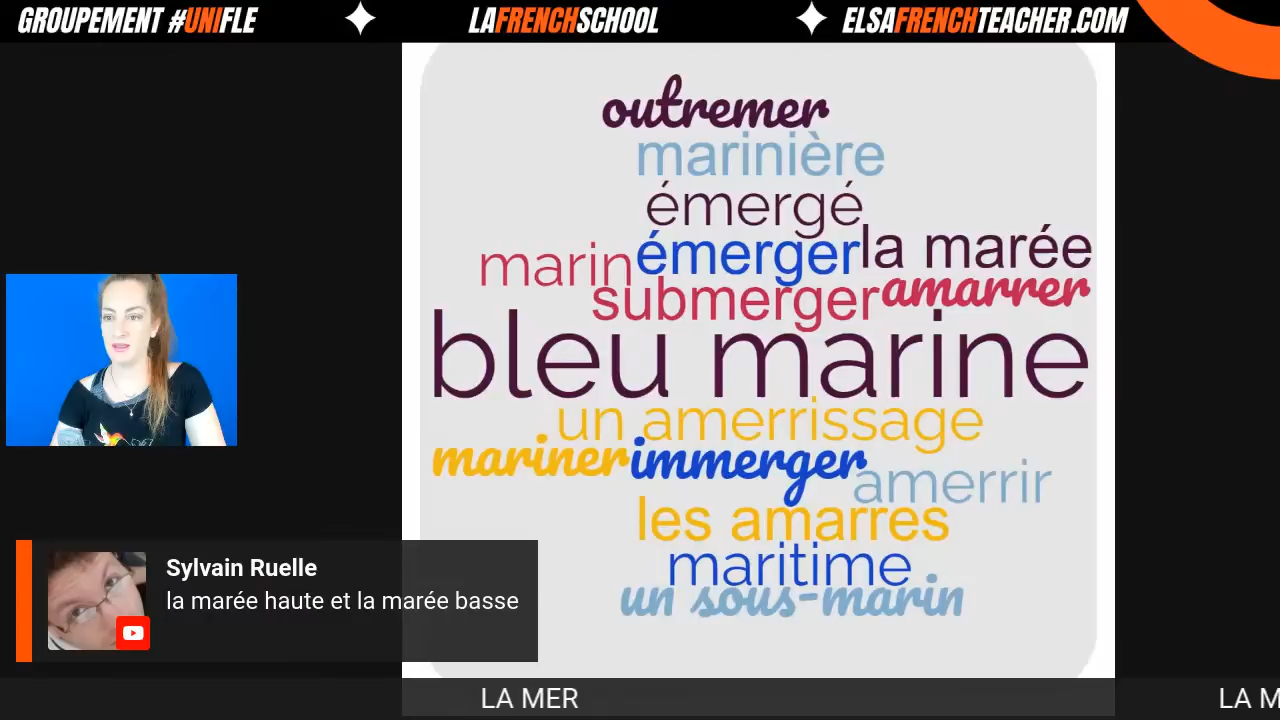 GROUPEMENT #UNIFLE
LAFRENCHSCHOOL
ELSAFRENCHTEACHER.COM
outremer
marinière
émergé
la marée
émerger
marin
amarrer
submerger
bleu marine
un amerrissage
mariner
immerger
amerrir
les amarres
maritime
un sous-marin
Sylvain Ruelle
la marée haute et la marée basse
LA MER
LA M